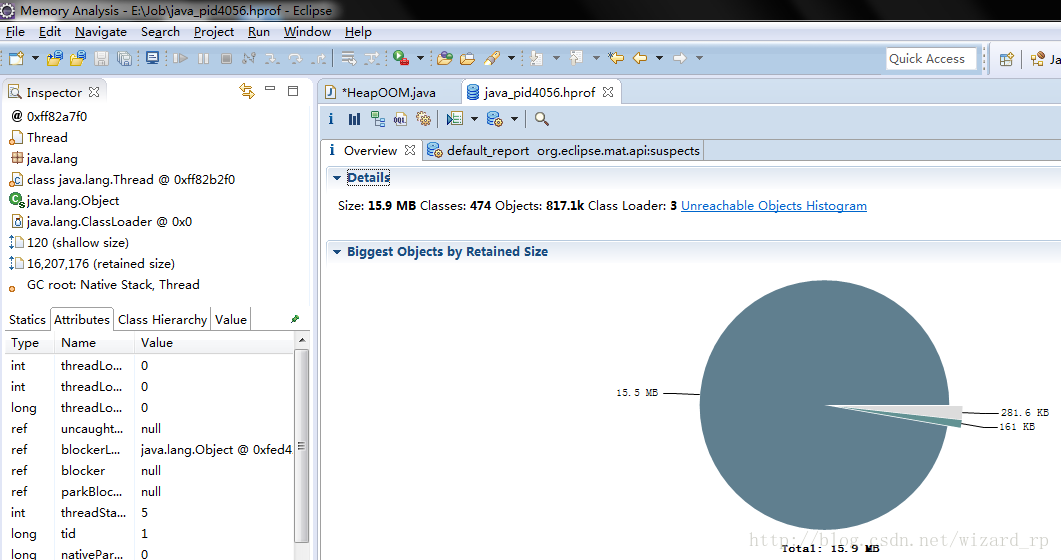 Memory Analysis - E:\Job\java_pid4056.hprof - Eclipse
File Edit Navigate Search Project Run Window Help
Quick Access
Ja
Inspector
*HeapOOM.java
java_pid4056.hprof
@ 0xff82a7f0
Thread
java.lang
class java.lang.Thread @ 0xff82b2f0
java.lang.Object
java.lang.ClassLoader @ 0x0
120 (shallow size)
16,207,176 (retained size)
GC root: Native Stack, Thread
Statics Attributes Class Hierarchy Value
Type Name Value
int threadLo... 0
int threadLo... 0
long threadLo... 0
ref uncaught... null
ref blockerL... java.lang.Object @ 0xfed4
ref blocker null
ref parkBloc... null
int threadSta... 5
long tid 1
long nativePar... 0
i OQL
i Overview default_report org.eclipse.mat.api:suspects
Details
Size: 15.9 MB Classes: 474 Objects: 817.1k Class Loader: 3 Unreachable Objects Histogram
Biggest Objects by Retained Size
15.5 MB
281.6 KB
161 KB
Total: 15.9 MB
http://blog.csdn.net/wizard_rp